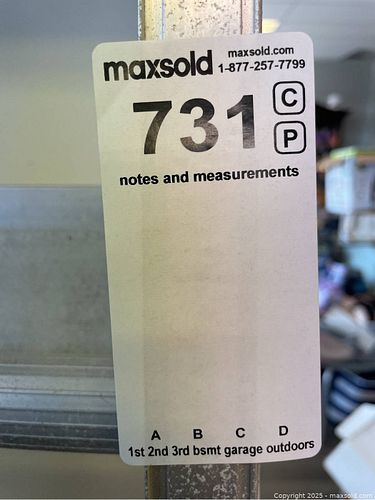 maxsold maxsold.com
1-877-257-7799
731 C
P
notes and measurements
A B C D
1st 2nd 3rd bsmt garage outdoors
Copyright 2025 - maxsold.com